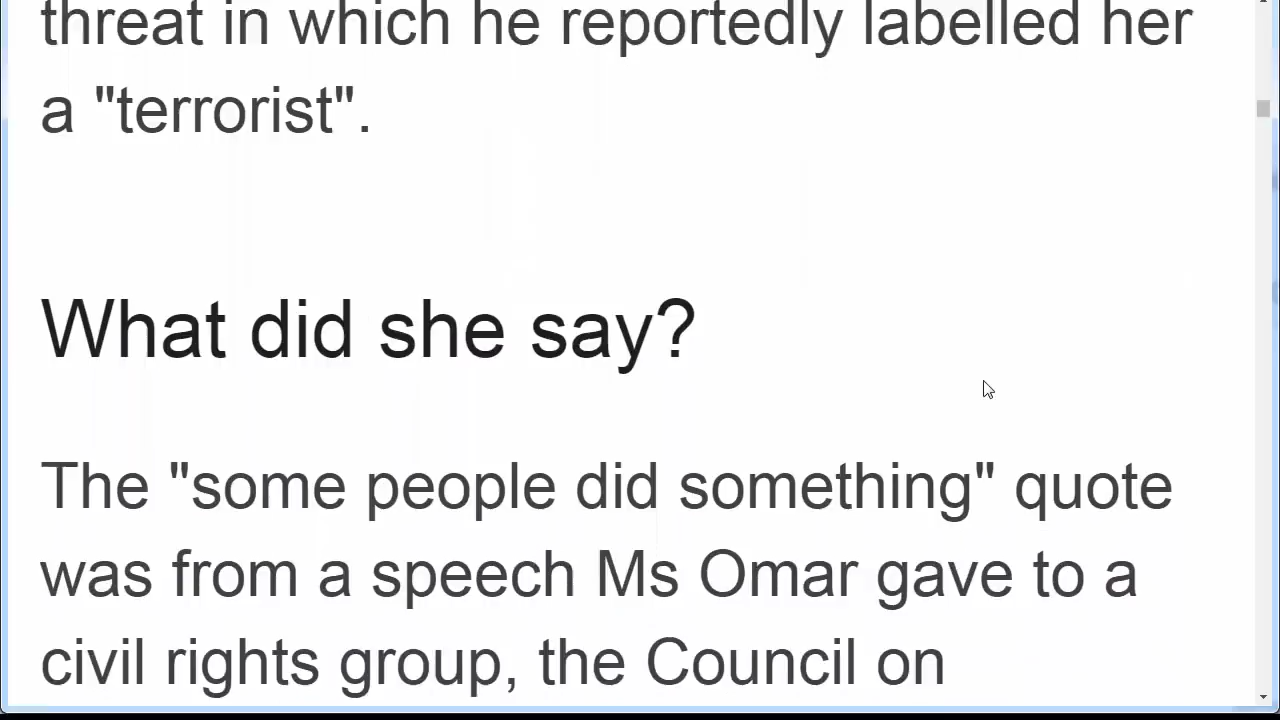 threat in which he reportedly labelled her
a "terrorist".
What did she say?
The "some people did something" quote
was from a speech Ms Omar gave to a
civil rights group, the Council on